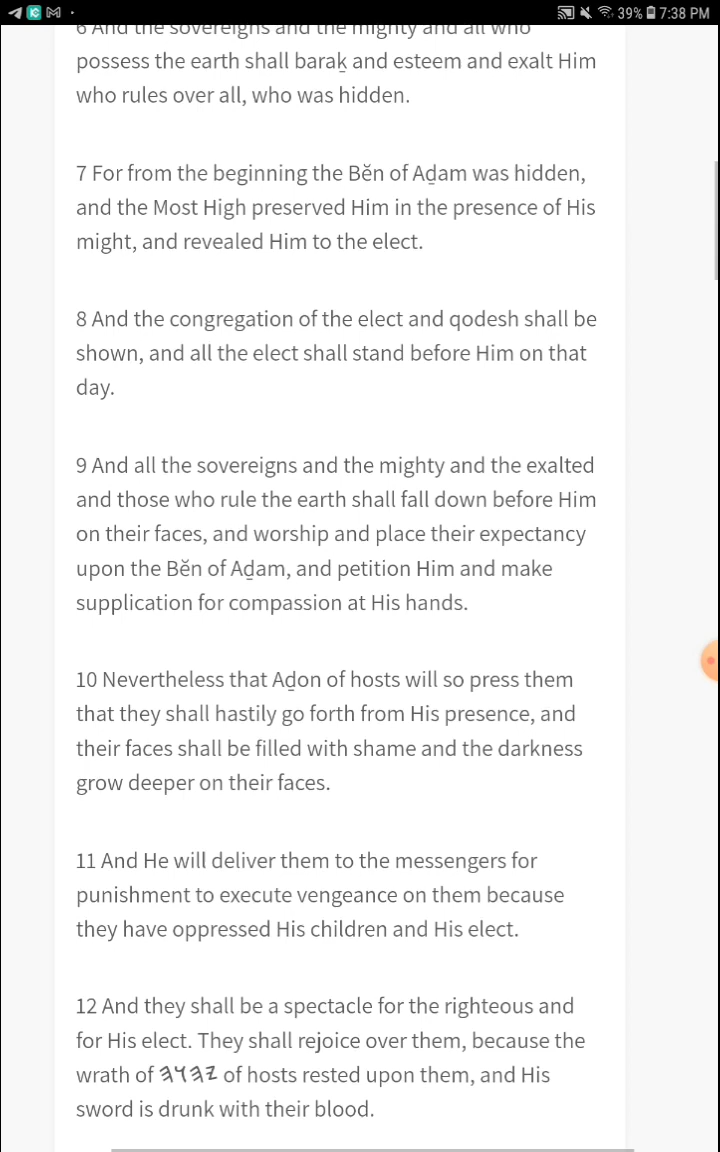 39% 7:38 PM
6 And the sovereigns and the mighty and all who
possess the earth shall baraḵ and esteem and exalt Him
who rules over all, who was hidden.
7 For from the beginning the Bĕn of Aḏam was hidden,
and the Most High preserved Him in the presence of His
might, and revealed Him to the elect.
8 And the congregation of the elect and qodesh shall be
shown, and all the elect shall stand before Him on that
day.
9 And all the sovereigns and the mighty and the exalted
and those who rule the earth shall fall down before Him
on their faces, and worship and place their expectancy
upon the Bĕn of Aḏam, and petition Him and make
supplication for compassion at His hands.
10 Nevertheless that Aḏon of hosts will so press them
that they shall hastily go forth from His presence, and
their faces shall be filled with shame and the darkness
grow deeper on their faces.
11 And He will deliver them to the messengers for
punishment to execute vengeance on them because
they have oppressed His children and His elect.
12 And they shall be a spectacle for the righteous and
for His elect. They shall rejoice over them, because the
wrath of 𐤉𐤄𐤅𐤄 of hosts rested upon them, and His
sword is drunk with their blood.